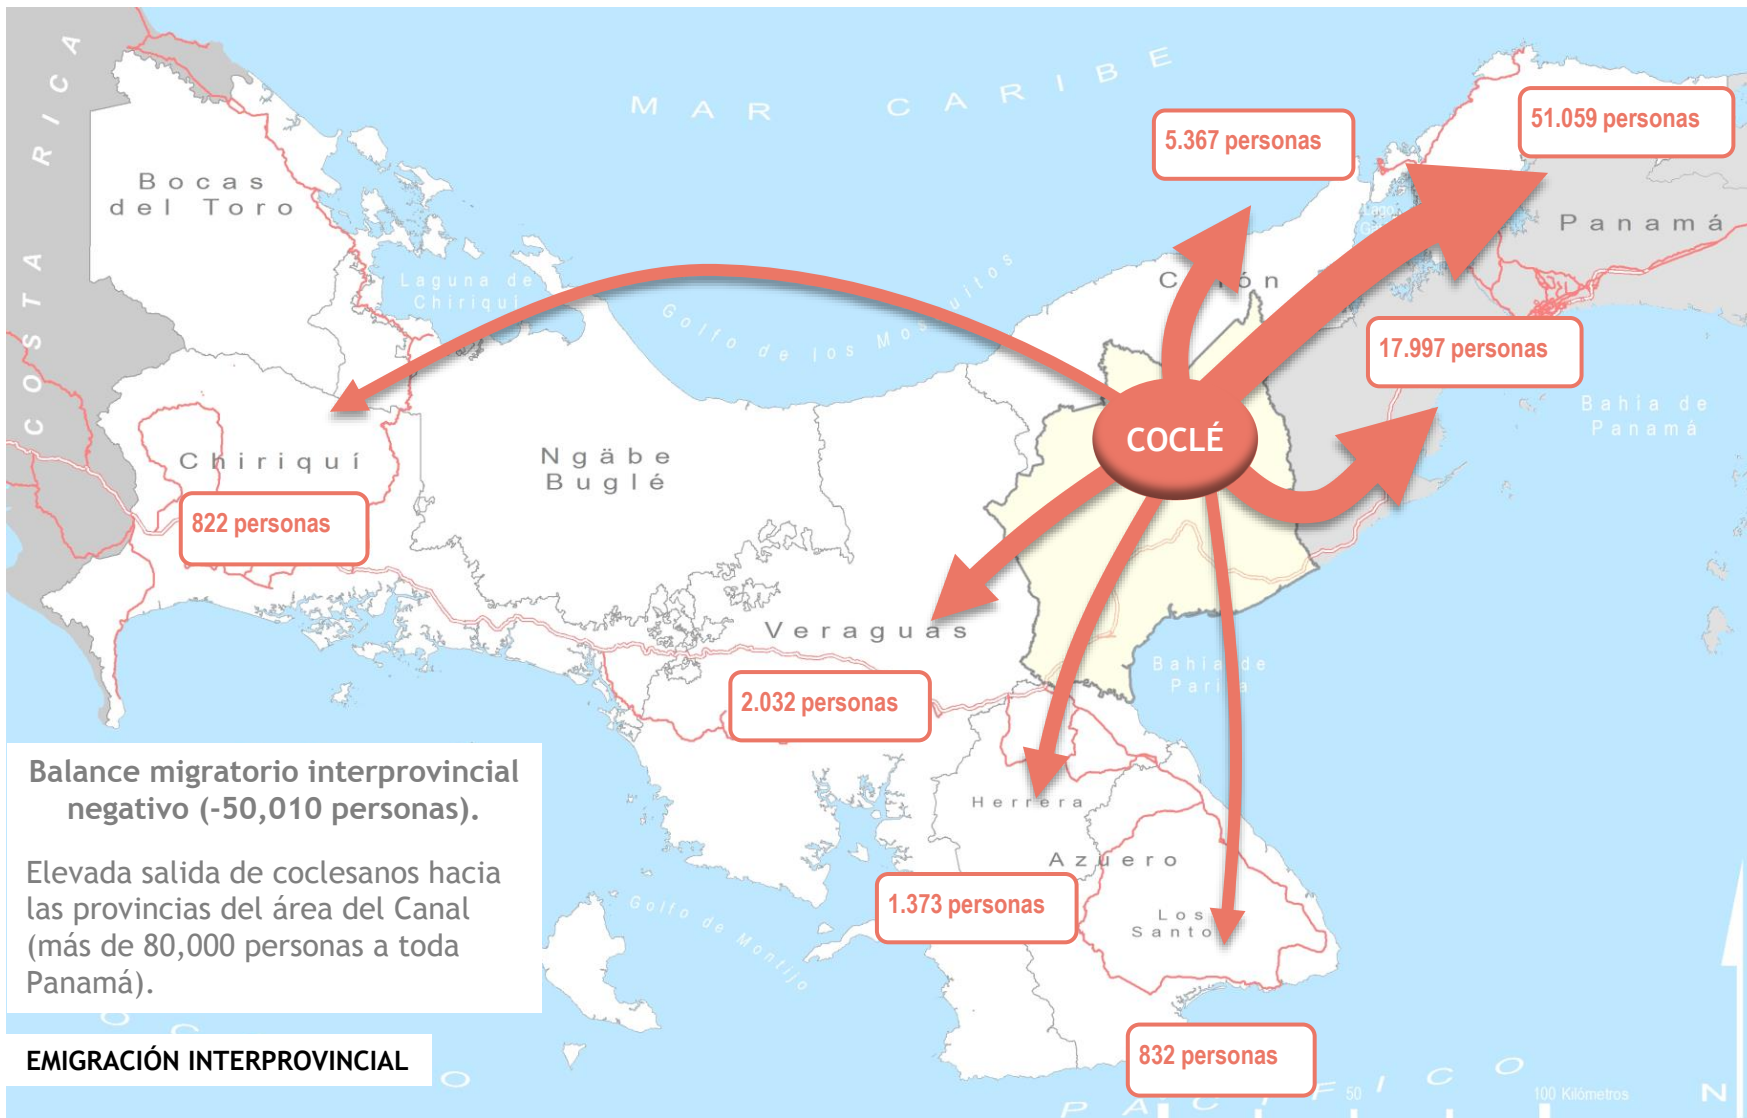 COSTA RICA
MAR CARIBE
5.367 personas
51.059 personas
Bocas
del Toro
Panamá
Laguna de
Chiriquí
Golfo de los Mosquitos
17.997 personas
Bahia de
Panamá
COCLÉ
Chiriquí
Ngäbe
Buglé
822 personas
Veraguas
Bahia de
2.032 personas
Balance migratorio interprovincial
negativo (-50,010 personas).
Elevada salida de coclesanos hacia
las provincias del área del Canal
(más de 80,000 personas a toda
Panamá).
Herrera
Azuero
1.373 personas
Los
Santo
Golfo de Montijo
EMIGRACIÓN INTERPROVINCIAL
832 personas
PACIFICO
50
100 Kilómetros
N